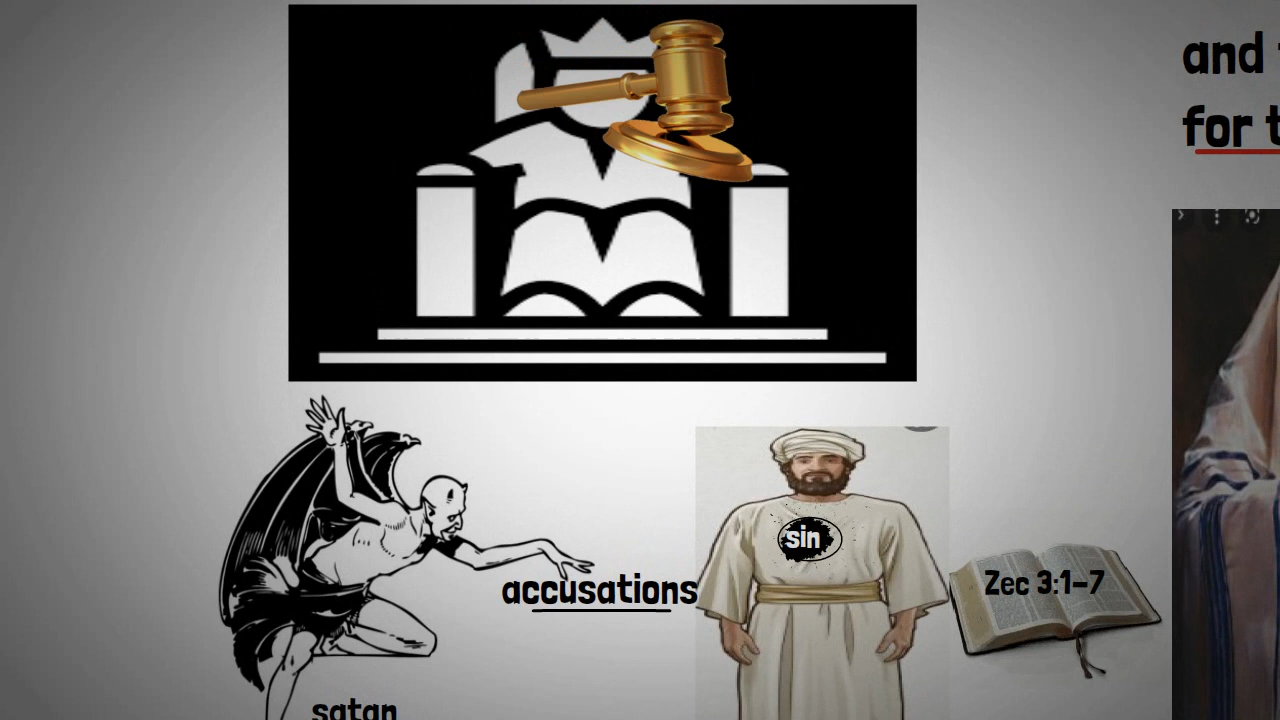 and
for t
sin
Zec 3:1-7
accusations
satan